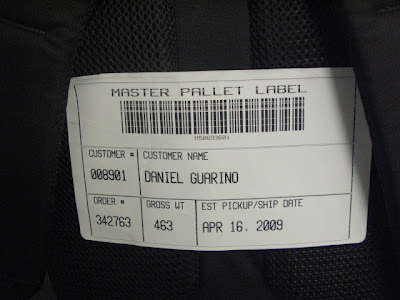 MASTER PALLET LABEL
M50693601
CUSTOMER # CUSTOMER NAME
008901 DANIEL GUARINO
ORDER # GROSS WT EST PICKUP/SHIP DATE
342763 463 APR 16, 2009